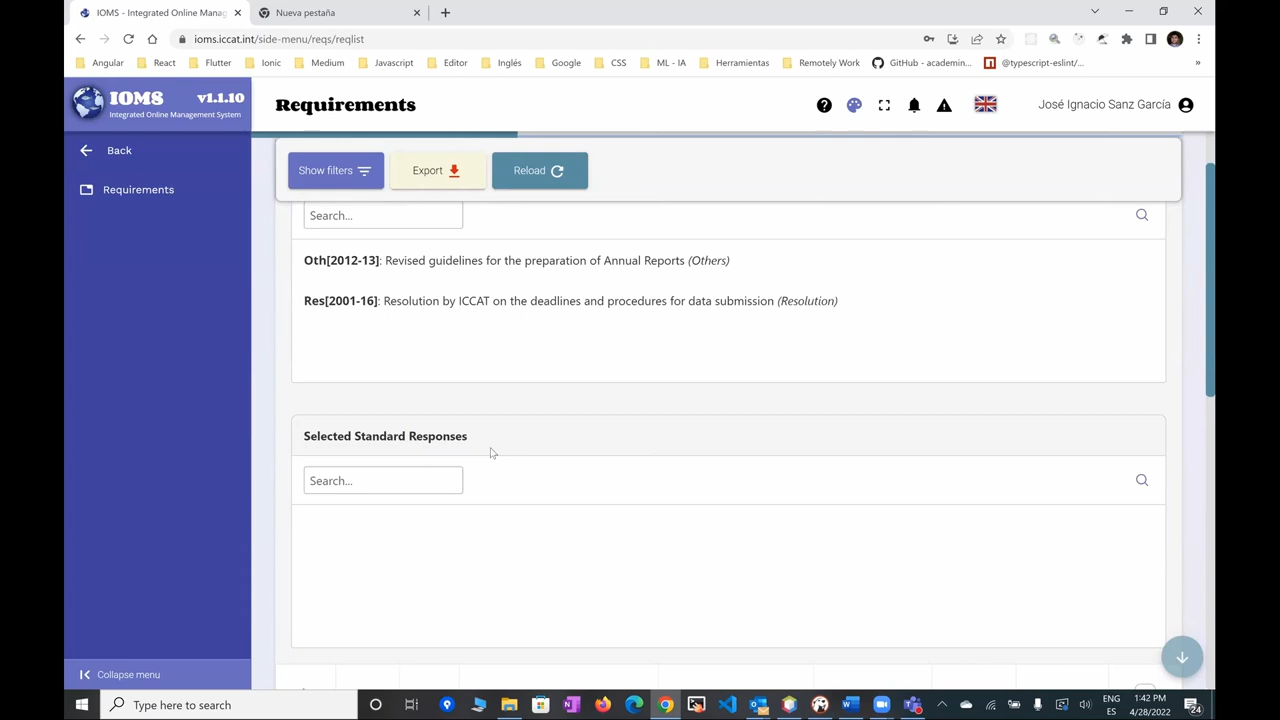 IOMS - Integrated Online Manag
Nueva pestaña
ioms.iccat.int/side-menu/reqs/reqlist
Angular
React
Flutter
Ionic
Medium
Javascript
Editor
Inglés
Google
CSS
ML - IA
Herramientas
Remotely Work
GitHub - academin...
@typescript-eslint/...
»
IOMS v1.1.10
Integrated Online Management System
Requirements
José Ignacio Sanz García
Back
Requirements
Show filters
Export
Reload
Search...
Oth[2012-13]: Revised guidelines for the preparation of Annual Reports (Others)
Res[2001-16]: Resolution by ICCAT on the deadlines and procedures for data submission (Resolution)
Selected Standard Responses
Search...
Collapse menu
Type here to search
ENG
ES
1:42 PM
4/28/2022
24